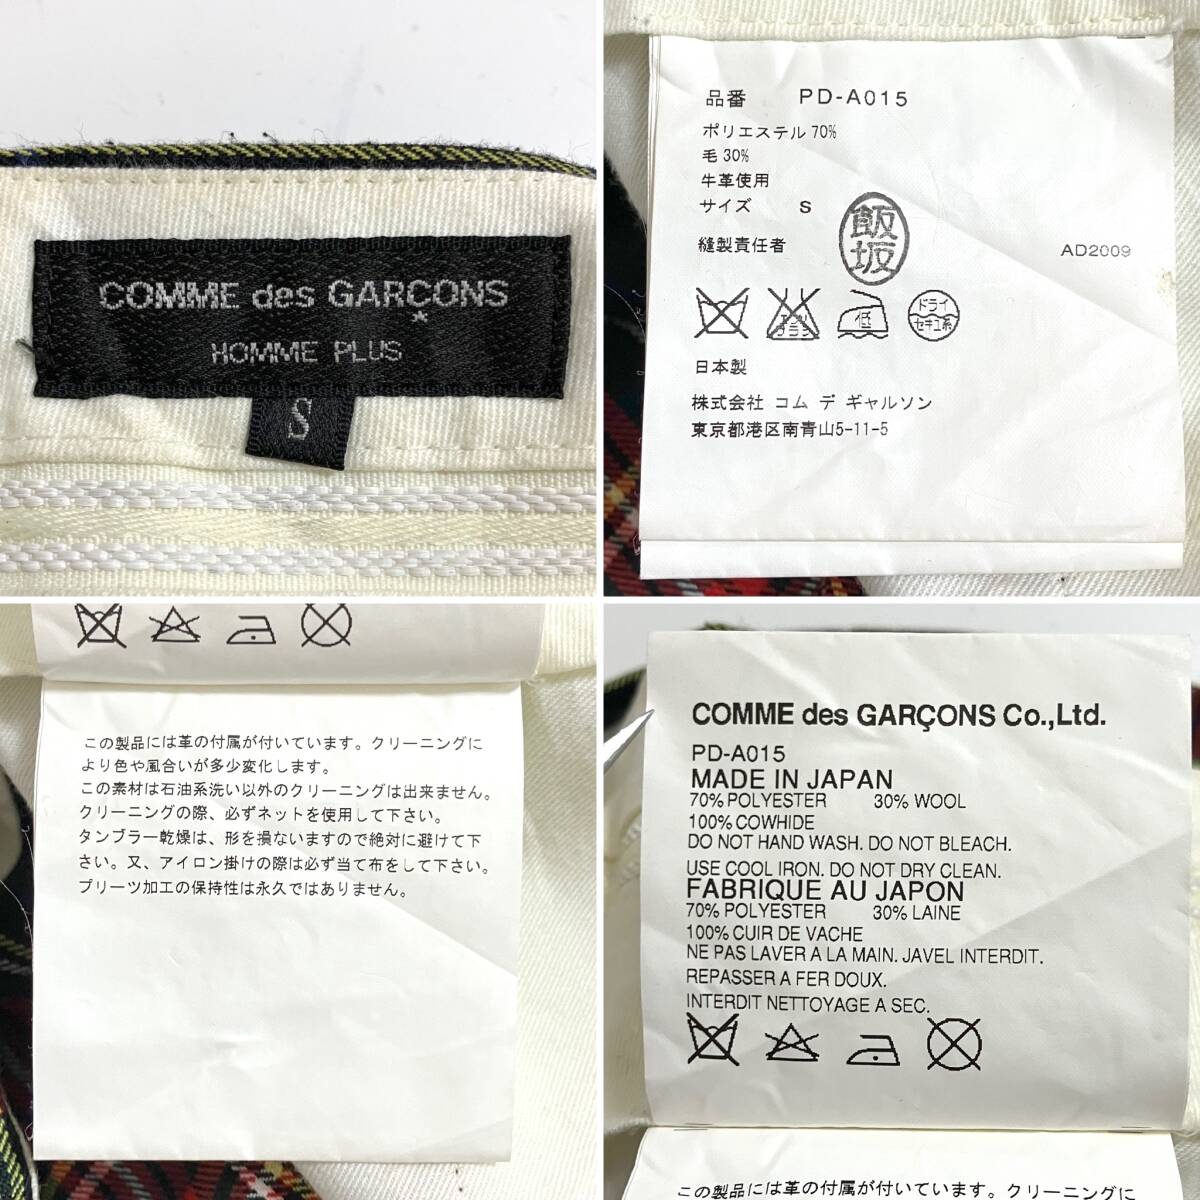 COMME des GARÇONS
*
HOMME PLUS
S
品番 PD-A015
ポリエステル 70%
毛 30%
牛革使用
サイズ S
縫製責任者
飯坂
AD2009
エンソ
サラシ
低
ドライ
セキユ系
日本製
株式会社 コム デ ギャルソン
東京都港区南青山5-11-5
この製品には革の付属が付いています。クリーニングに
より色や風合いが多少変化します。
この素材は石油系洗い以外のクリーニングは出来ません。
クリーニングの際、必ずネットを使用して下さい。
タンブラー乾燥は、形を損ないますので絶対に避けて下
さい。又、アイロン掛けの際は必ず当て布をして下さい。
プリーツ加工の保持性は永久ではありません。
COMME des GARÇONS Co.,Ltd.
PD-A015
MADE IN JAPAN
70% POLYESTER 30% WOOL
100% COWHIDE
DO NOT HAND WASH. DO NOT BLEACH.
USE COOL IRON. DO NOT DRY CLEAN.
FABRIQUE AU JAPON
70% POLYESTER 30% LAINE
100% CUIR DE VACHE
NE PAS LAVER A LA MAIN. JAVEL INTERDIT.
REPASSER A FER DOUX.
INTERDIT NETTOYAGE A SEC.
この製品には革の付属が付いています。クリーニングに